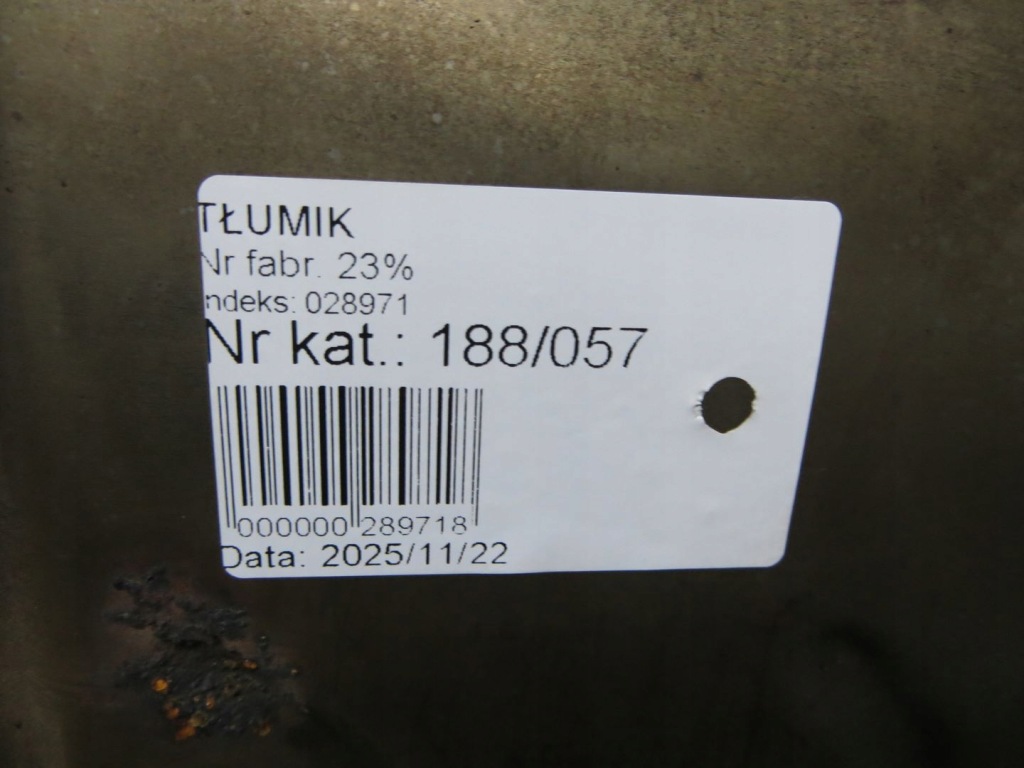 TŁUMIK
Nr fabr. 23%
ndeks: 028971
Nr kat.: 188/057
000000 289718
Data: 2025/11/22